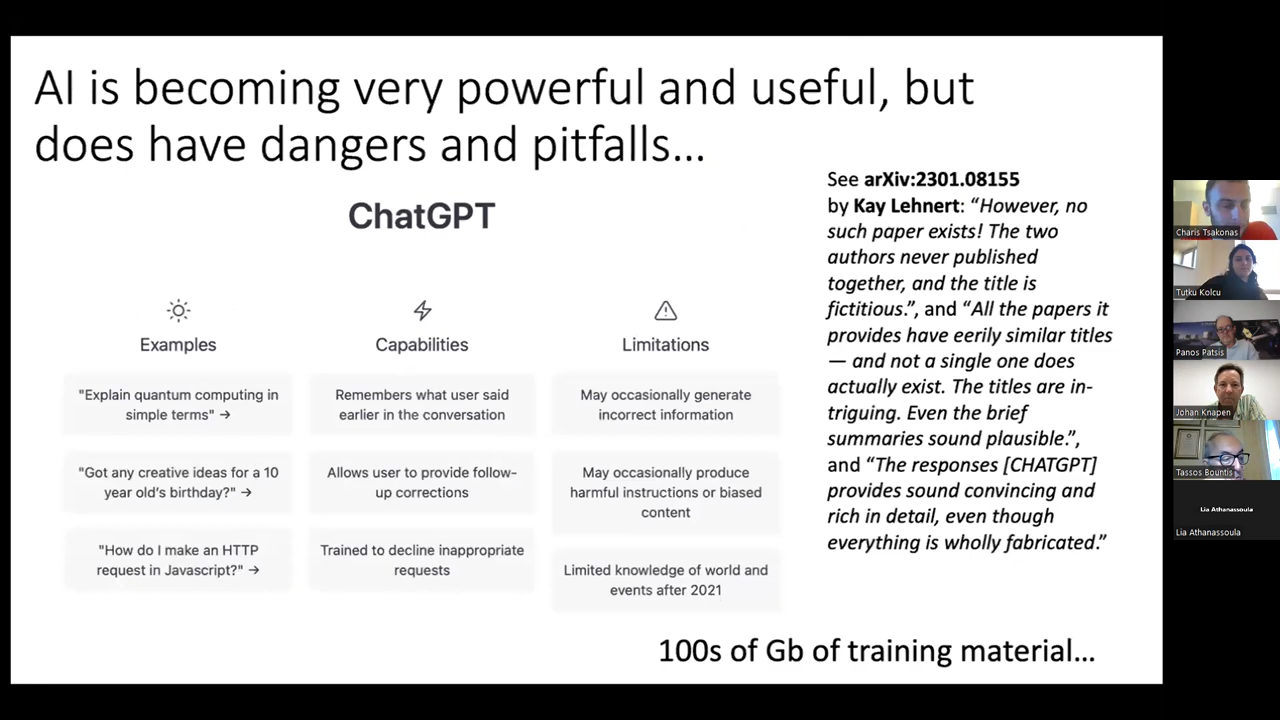 AI is becoming very powerful and useful, but
does have dangers and pitfalls...
ChatGPT
Examples
"Explain quantum computing in
simple terms" →
"Got any creative ideas for a 10
year old's birthday?" →
"How do I make an HTTP
request in Javascript?" →
Capabilities
Remembers what user said
earlier in the conversation
Allows user to provide follow-
up corrections
Trained to decline inappropriate
requests
Limitations
May occasionally generate
incorrect information
May occasionally produce
harmful instructions or biased
content
Limited knowledge of world and
events after 2021
See arXiv:2301.08155
by Kay Lehnert: “However, no
such paper exists! The two
authors never published
together, and the title is
fictitious.”, and “All the papers it
provides have eerily similar titles
— and not a single one does
actually exist. The titles are in-
triguing. Even the brief
summaries sound plausible.”,
and “The responses [CHATGPT]
provides sound convincing and
rich in detail, even though
everything is wholly fabricated.”
100s of Gb of training material...
Charis Tsakonas
Tutku Kolcu
Panos Patsis
Johan Knapen
Tassos Bountis
Lia Athanassoula
Lia Athanassoula